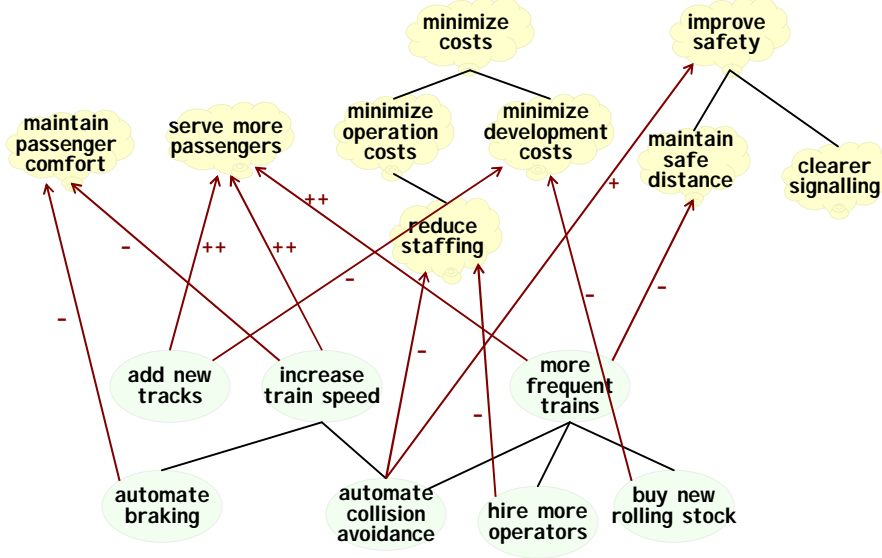 minimize
costs
improve
safety
maintain
passenger
comfort
serve more
passengers
minimize
operation
costs
minimize
development
costs
maintain
safe
distance
clearer
signalling
+
++
reduce
staffing
-
++
++
-
-
-
-
-
add new
tracks
increase
train speed
more
frequent
trains
-
automate
braking
automate
collision
avoidance
hire more
operators
buy new
rolling stock